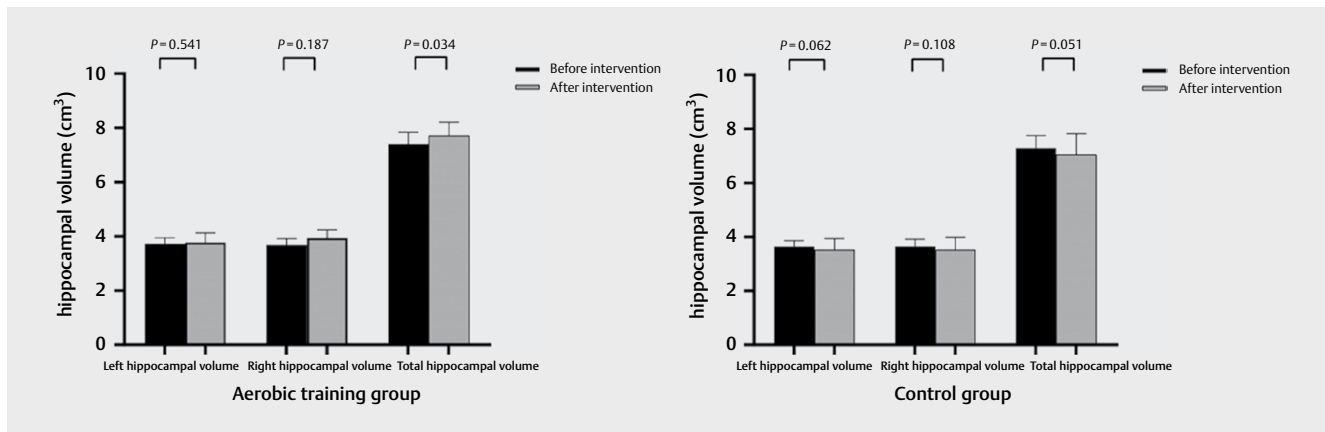 P=0.541
P=0.187
P=0.034
Before intervention
After intervention
hippocampal volume (cm³)
10
8
6
4
2
0
Left hippocampal volume
Right hippocampal volume
Total hippocampal volume
Aerobic training group
P=0.062
P=0.108
P=0.051
Before intervention
After intervention
hippocampal volume (cm³)
10
8
6
4
2
0
Left hippocampal volume
Right hippocampal volume
Total hippocampal volume
Control group